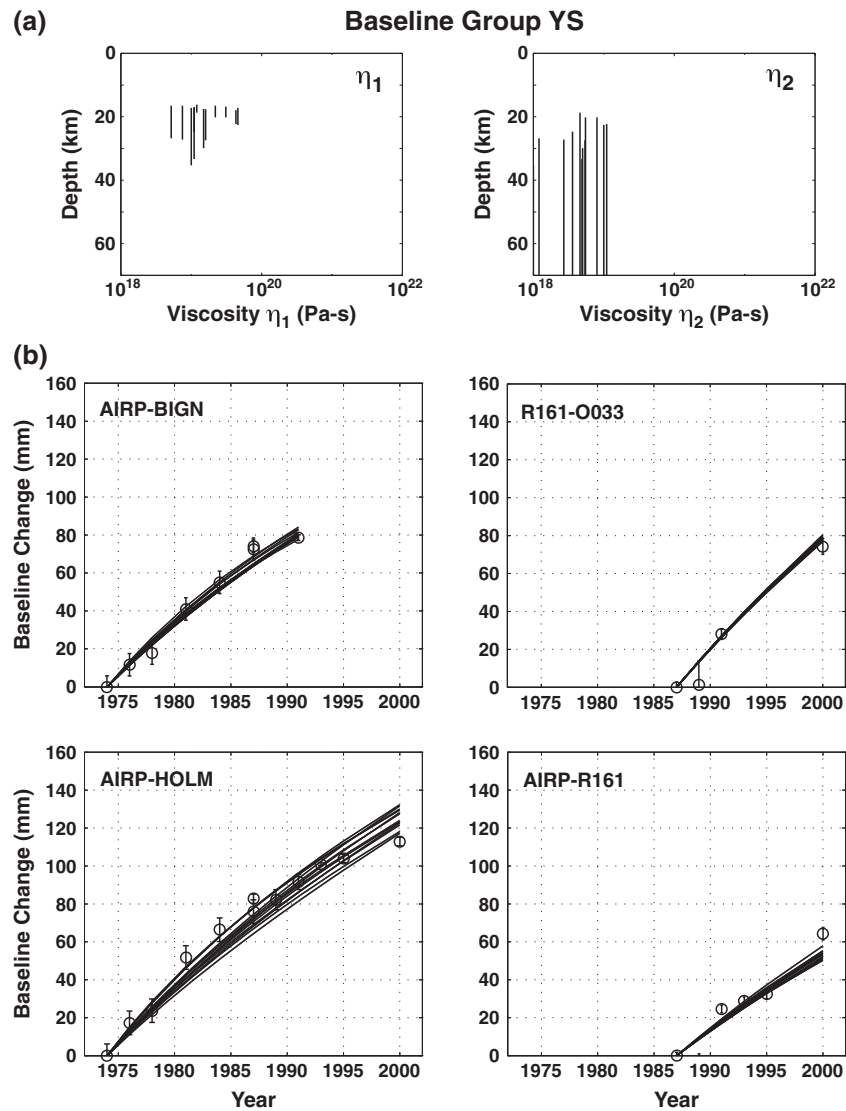 (a)
Baseline Group YS
0
20
40
60
Depth (km)
η1
10^18
10^20
10^22
Viscosity η1 (Pa-s)
0
20
40
60
Depth (km)
η2
10^18
10^20
10^22
Viscosity η2 (Pa-s)
(b)
160
140
120
100
80
60
40
20
0
Baseline Change (mm)
AIRP-BIGN
1975 1980 1985 1990 1995 2000
160
140
120
100
80
60
40
20
0
R161-O033
1975 1980 1985 1990 1995 2000
160
140
120
100
80
60
40
20
0
Baseline Change (mm)
AIRP-HOLM
1975 1980 1985 1990 1995 2000
Year
160
140
120
100
80
60
40
20
0
AIRP-R161
1975 1980 1985 1990 1995 2000
Year